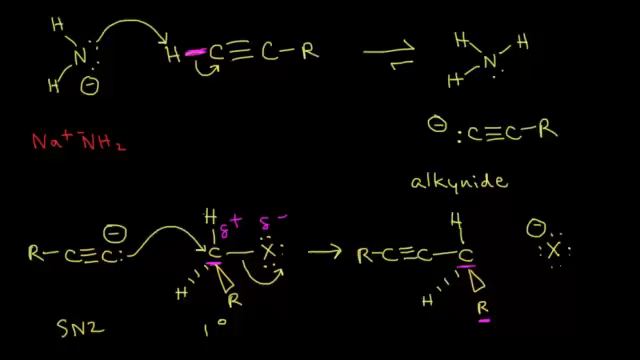 H H N ⊖ H C≡C-R ⇌ H H H N
Na⁺ ⁻NH₂
⊖ :C≡C-R
alkynide
R-C≡C: ⊖ H δ+ δ- C-X H R → R-C≡C-C H H R ⊖ X
SN2 1°